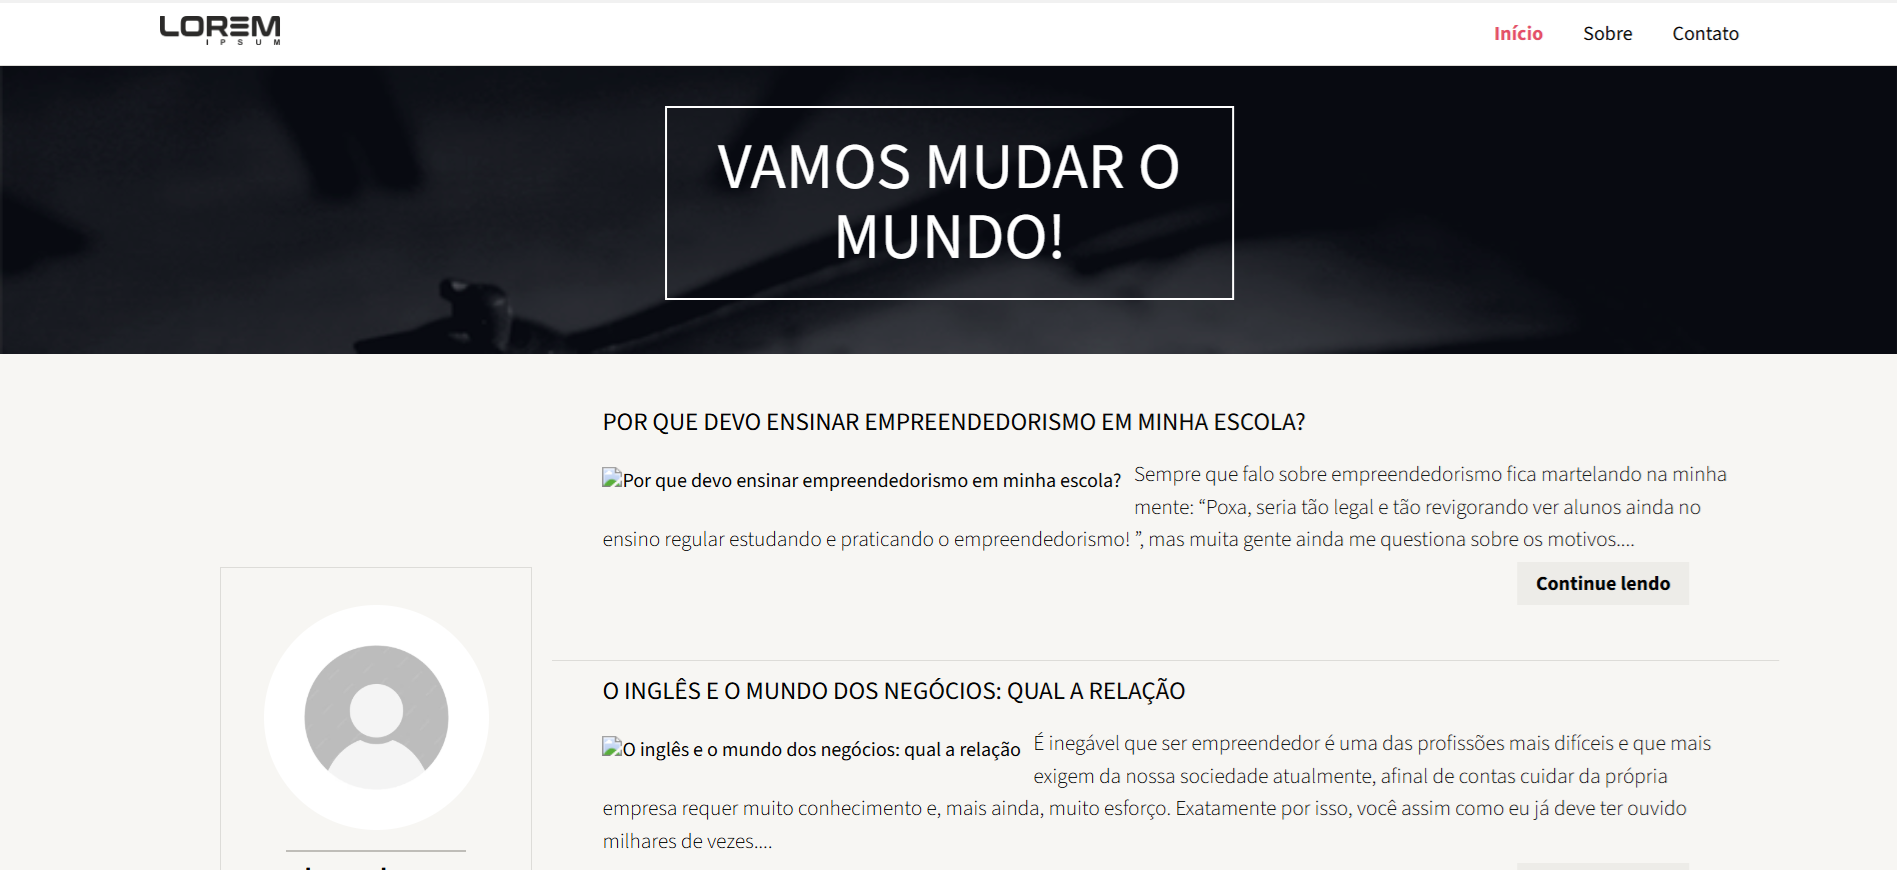 LOREM
IPSUM
Início Sobre Contato
VAMOS MUDAR O
MUNDO!
POR QUE DEVO ENSINAR EMPREENDEDORISMO EM MINHA ESCOLA?
Por que devo ensinar empreendedorismo em minha escola? Sempre que falo sobre empreendedorismo fica martelando na minha
mente: “Poxa, seria tão legal e tão revigorando ver alunos ainda no
ensino regular estudando e praticando o empreendedorismo! ”, mas muita gente ainda me questiona sobre os motivos....
Continue lendo
O INGLÊS E O MUNDO DOS NEGÓCIOS: QUAL A RELAÇÃO
O inglês e o mundo dos negócios: qual a relação É inegável que ser empreendedor é uma das profissões mais difíceis e que mais
exigem da nossa sociedade atualmente, afinal de contas cuidar da própria
empresa requer muito conhecimento e, mais ainda, muito esforço. Exatamente por isso, você assim como eu já deve ter ouvido
milhares de vezes....